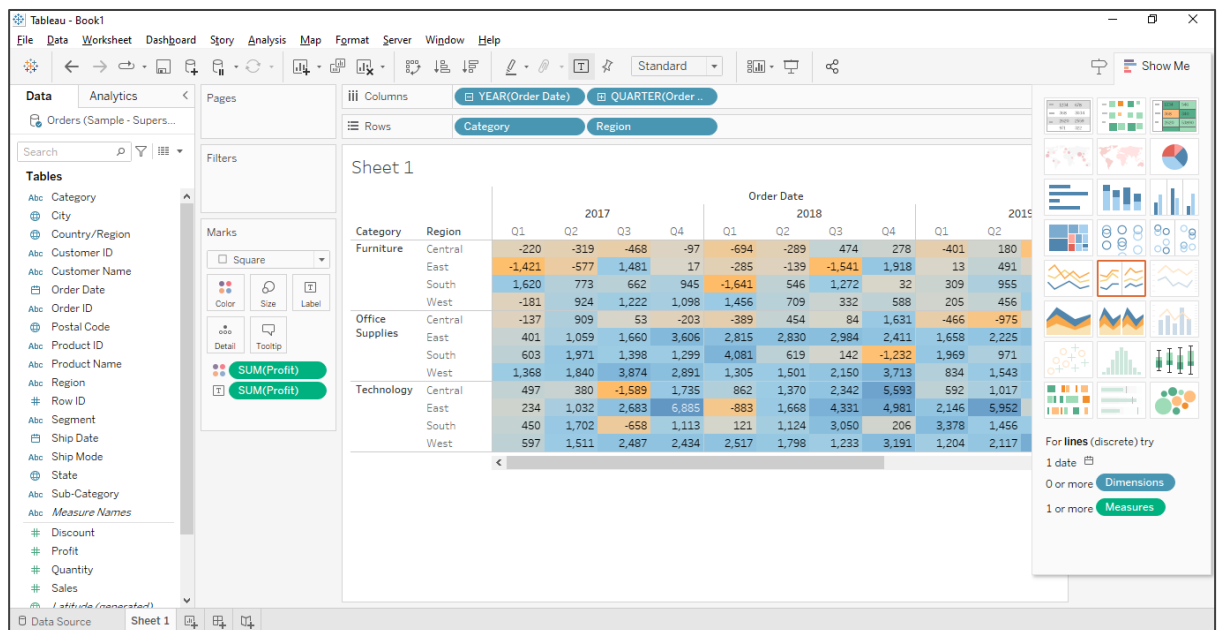 Tableau - Book1
File Data Worksheet Dashboard Story Analysis Map Format Server Window Help
Standard
Show Me
Data Analytics
Orders (Sample - Supers...
Search
Tables
Abc Category
City
Country/Region
Abc Customer ID
Abc Customer Name
Order Date
Abc Order ID
Postal Code
Abc Product ID
Abc Product Name
Abc Region
# Row ID
Abc Segment
Ship Date
Abc Ship Mode
State
Abc Sub-Category
Abc Measure Names
# Discount
# Profit
# Quantity
# Sales
Latitude (generated)
Pages
Filters
Marks
Square
Color Size Label
Detail Tooltip
SUM(Profit)
SUM(Profit)
iii Columns YEAR(Order Date) QUARTER(Order ..
Rows Category Region
Sheet 1
Order Date
2017 2018 2019
Category Region Q1 Q2 Q3 Q4 Q1 Q2 Q3 Q4 Q1 Q2
Furniture Central -220 -319 -468 -97 -694 -289 474 278 -401 180
East -1,421 -577 1,481 17 -285 -139 -1,541 1,918 13 491
South 1,620 773 662 945 -1,641 546 1,272 32 309 955
West -181 924 1,222 1,098 1,456 709 332 588 205 456
Office Supplies Central -137 909 53 -203 -389 454 84 1,631 -466 -975
East 401 1,059 1,660 3,606 2,815 2,830 2,984 2,411 1,658 2,225
South 603 1,971 1,398 1,299 4,081 619 142 -1,232 1,969 971
West 1,368 1,840 3,874 2,891 1,305 1,501 2,150 3,713 834 1,543
Technology Central 497 380 -1,589 1,735 862 1,370 2,342 5,593 592 1,017
East 234 1,032 2,683 6,885 -883 1,668 4,331 4,981 2,146 5,952
South 450 1,702 -658 1,113 121 1,124 3,050 206 3,378 1,456
West 597 1,511 2,487 2,434 2,517 1,798 1,233 3,191 1,204 2,117
For lines (discrete) try
1 date
0 or more Dimensions
1 or more Measures
Data Source Sheet 1